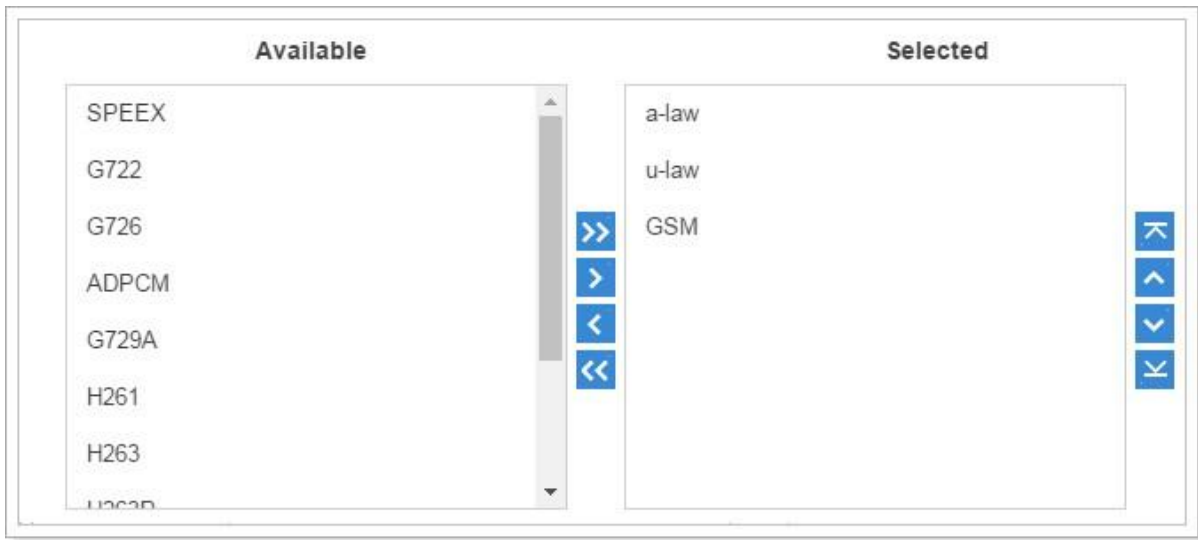 Available
SPEEX
G722
G726
ADPCM
G729A
H261
H263
Selected
a-law
u-law
GSM